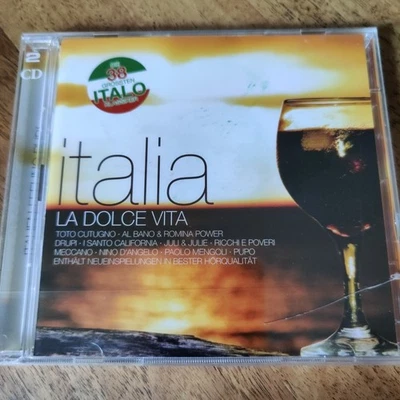 2
CD
DIE
38
GRÖSSTEN
ITALO
italia
LA DOLCE VITA
TOTO CUTUGNO · AL BANO & ROMINA POWER
DRUPI · I SANTO CALIFORNIA · JULI & JULIE · RICCHI E POVERI
MECCANO · NINO D'ANGELO · PAOLO MENGOLI · PUPO
ENTHÄLT NEUEINSPIELUNGEN IN BESTER HÖRQUALITÄT